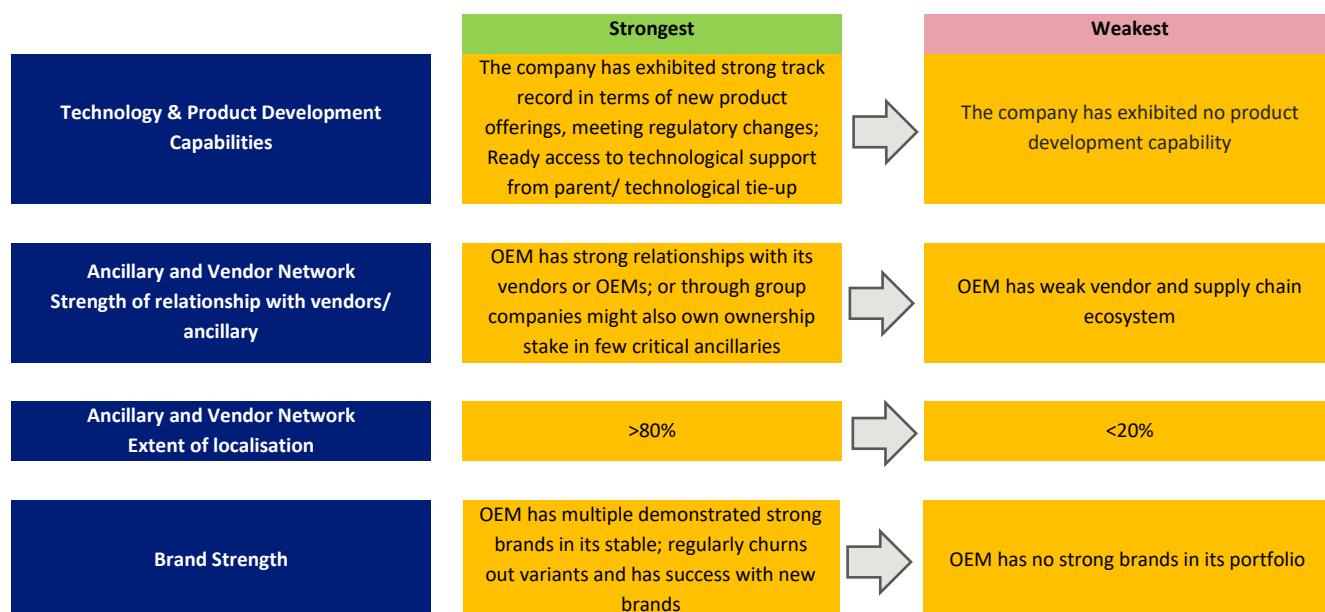 Strongest
Weakest
Technology & Product Development
Capabilities
The company has exhibited strong track
record in terms of new product
offerings, meeting regulatory changes;
Ready access to technological support
from parent/ technological tie-up
The company has exhibited no product
development capability
Ancillary and Vendor Network
Strength of relationship with vendors/
ancillary
OEM has strong relationships with its
vendors or OEMs; or through group
companies might also own ownership
stake in few critical ancillaries
OEM has weak vendor and supply chain
ecosystem
Ancillary and Vendor Network
Extent of localisation
>80%
<20%
Brand Strength
OEM has multiple demonstrated strong
brands in its stable; regularly churns
out variants and has success with new
brands
OEM has no strong brands in its portfolio